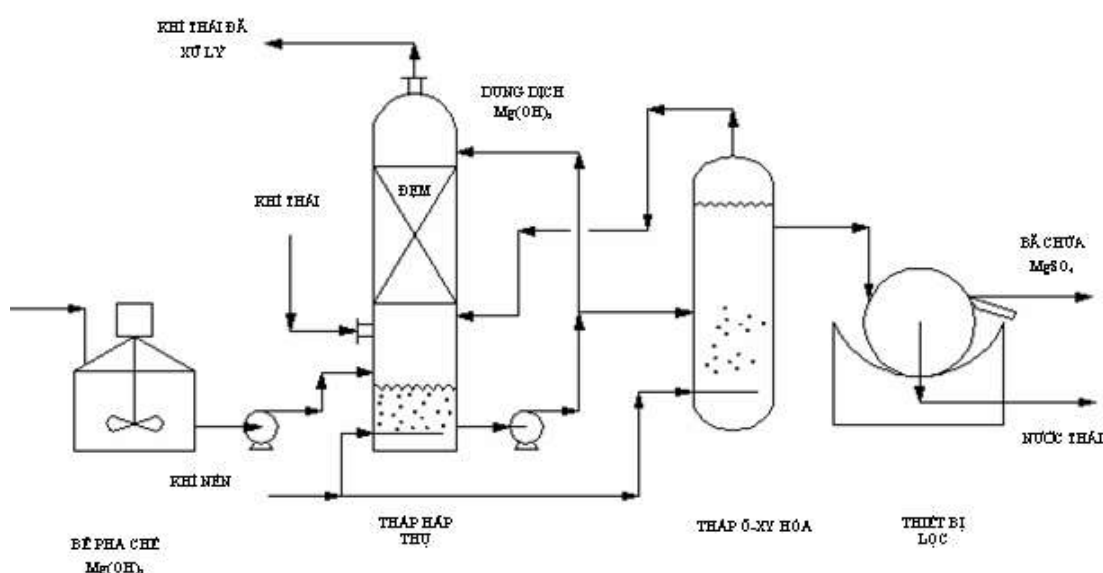 KHÍ THẢI ĐÃ
XỬ LÝ
DUNG DỊCH
Mg(OH)₂
KHÍ THẢI
ĐỆM
BÃ CHỨA
MgSO₄
NƯỚC THẢI
KHÍ NÉN
THÁP HẤP
THỤ
THÁP Ô-XY HÓA
THIẾT BỊ
LỌC
BỂ PHA CHẾ
Mg(OH)₂